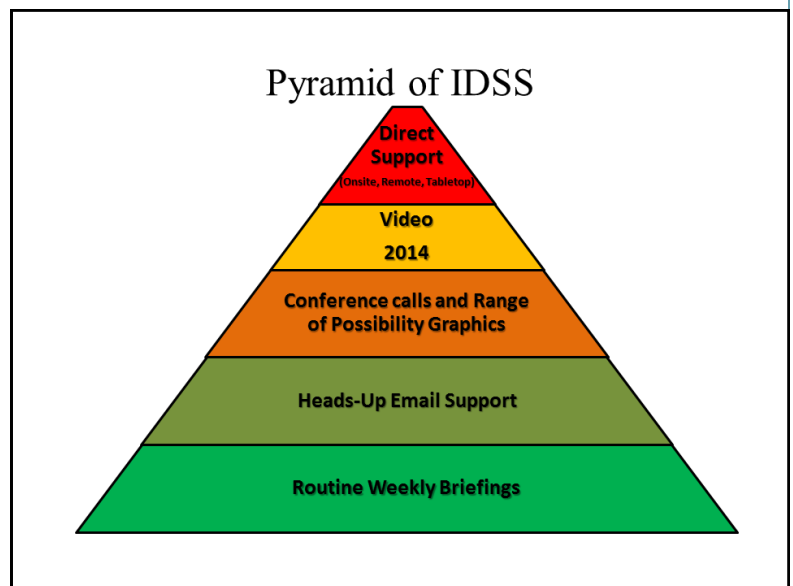 Pyramid of IDSS
Direct
Support
(Onsite, Remote, Tabletop)
Video
2014
Conference calls and Range
of Possibility Graphics
Heads-Up Email Support
Routine Weekly Briefings